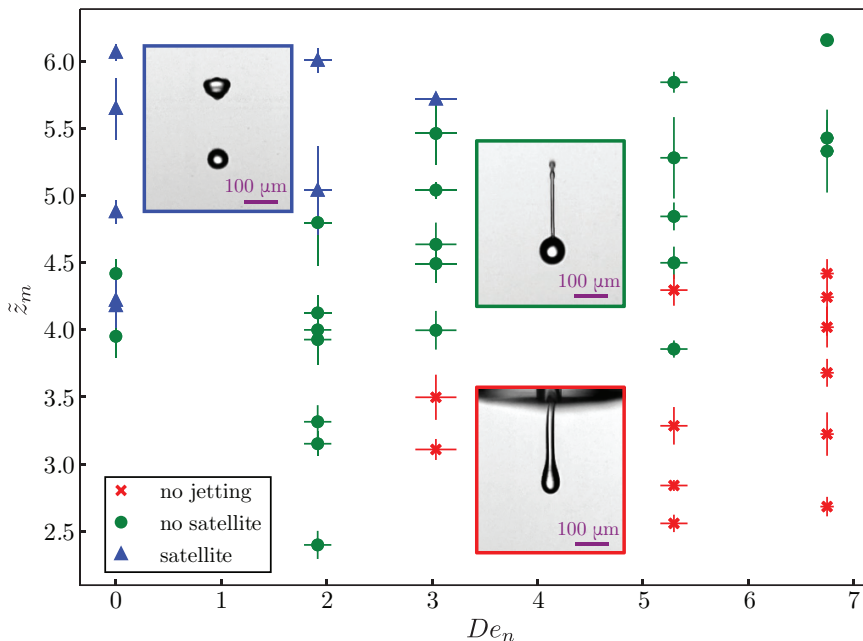 6.0
5.5
5.0
4.5
4.0
3.5
3.0
2.5
z̃ₘ
100 µm
100 µm
100 µm
no jetting
no satellite
satellite
0 1 2 3 4 5 6 7
Deₙ